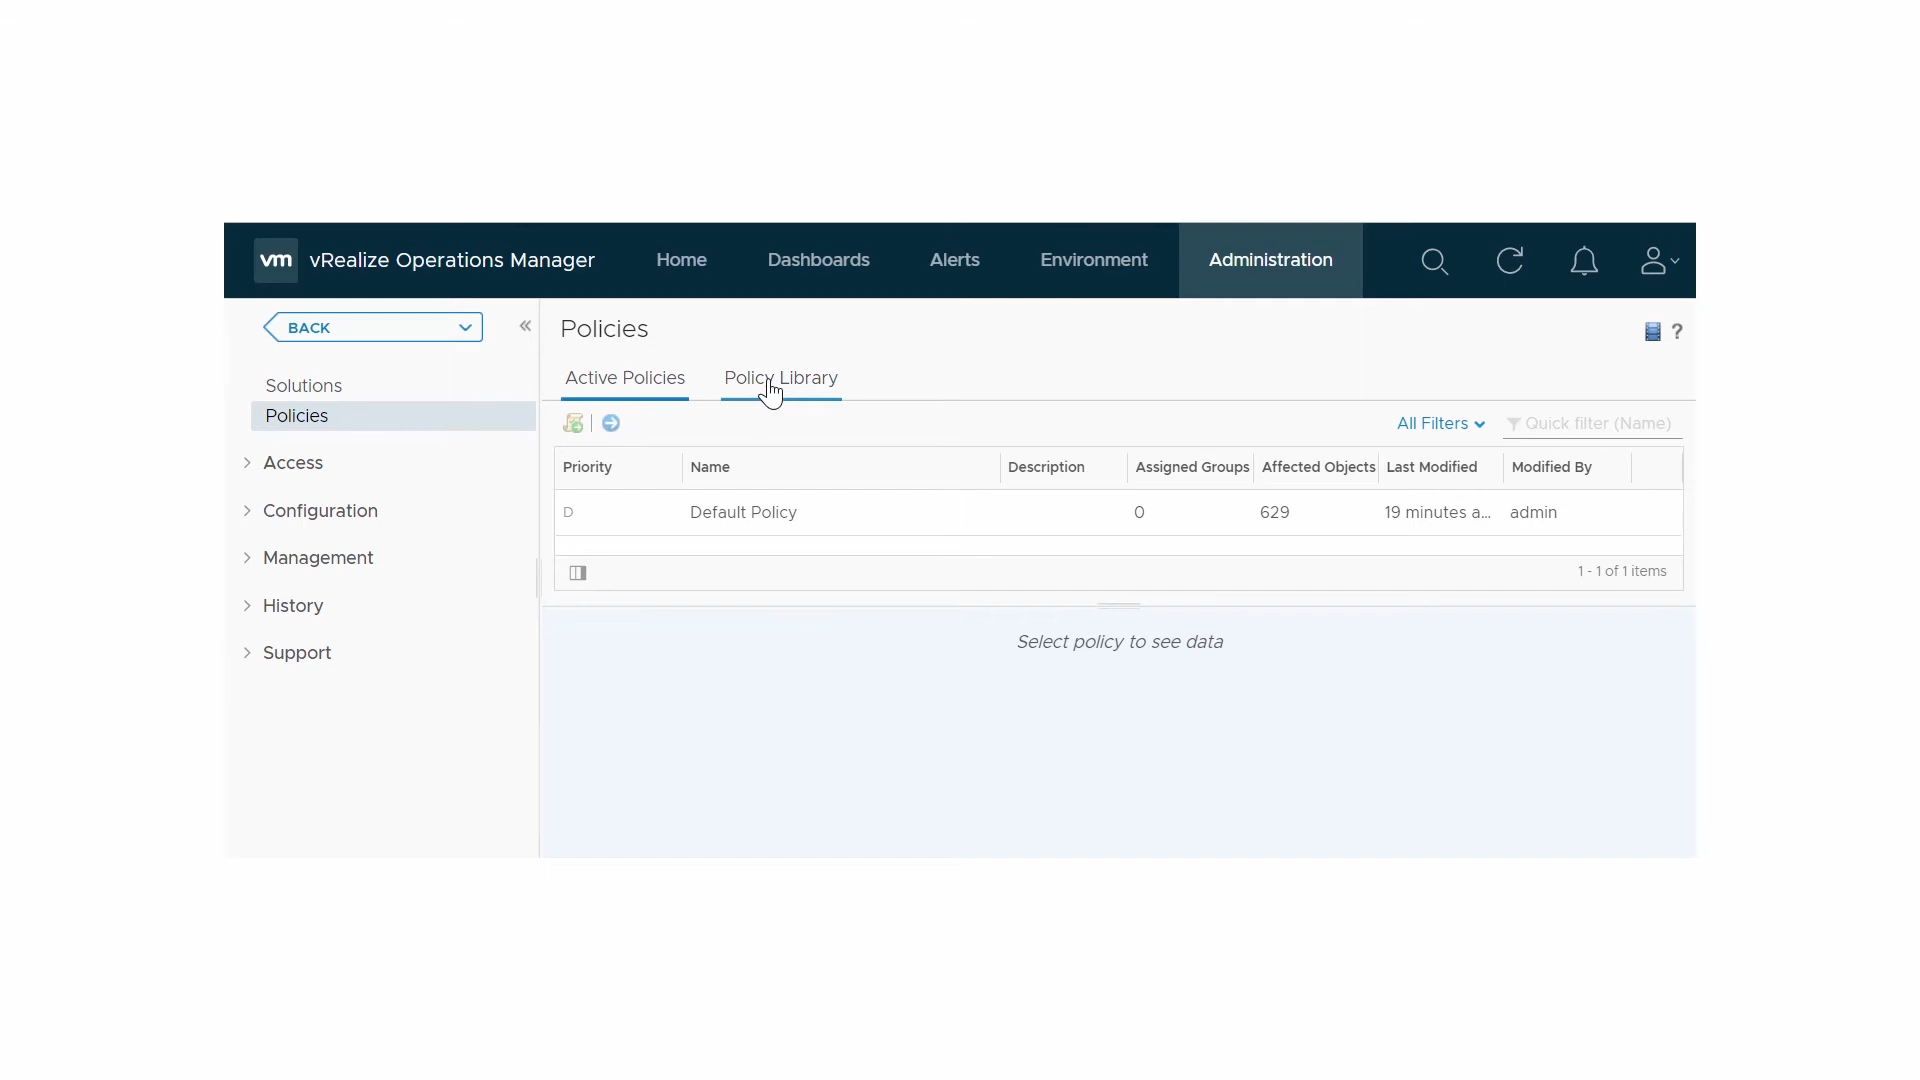 vm vRealize Operations Manager Home Dashboards Alerts Environment Administration
BACK
Solutions
Policies
Access
Configuration
Management
History
Support
Policies ?
Active Policies Policy Library
All Filters Quick filter (Name)
Priority Name Description Assigned Groups Affected Objects Last Modified Modified By
D Default Policy 0 629 19 minutes a... admin
1 - 1 of 1 items
Select policy to see data